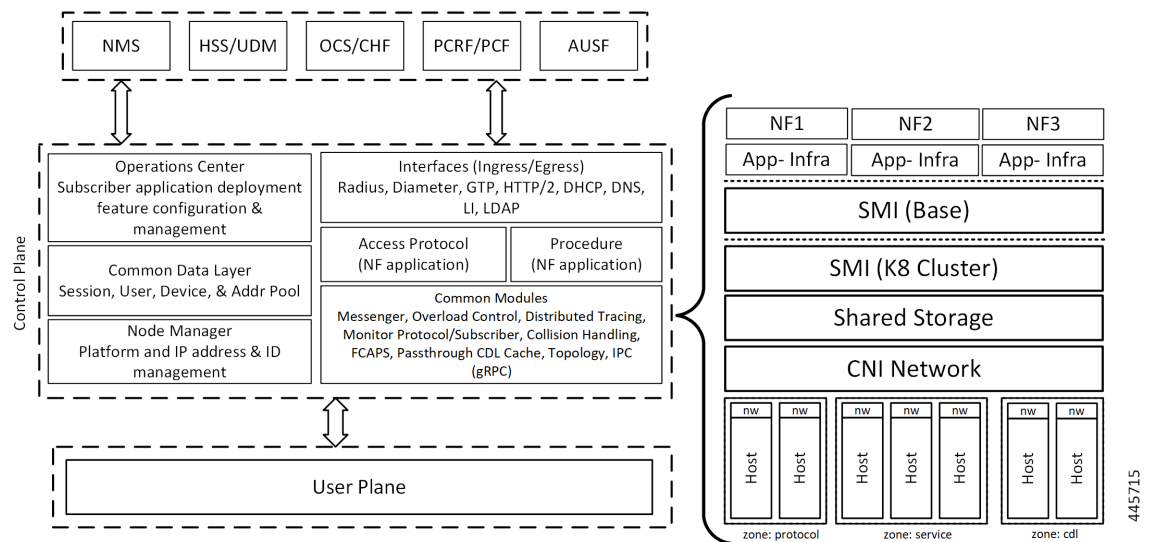 NMS
HSS/UDM
OCS/CHF
PCRF/PCF
AUSF
Control Plane
Operations Center
Subscriber application deployment
feature configuration &
management
Common Data Layer
Session, User, Device, & Addr Pool
Node Manager
Platform and IP address & ID
management
Interfaces (Ingress/Egress)
Radius, Diameter, GTP, HTTP/2, DHCP, DNS,
LI, LDAP
Access Protocol
(NF application)
Procedure
(NF application)
Common Modules
Messenger, Overload Control, Distributed Tracing,
Monitor Protocol/Subscriber, Collision Handling,
FCAPS, Passthrough CDL Cache, Topology, IPC
(gRPC)
User Plane
NF1
NF2
NF3
App- Infra
App- Infra
App- Infra
SMI (Base)
SMI (K8 Cluster)
Shared Storage
CNI Network
nw
nw
nw
nw
nw
nw
nw
Host
Host
Host
Host
Host
Host
Host
zone: protocol
zone: service
zone: cdl
445715